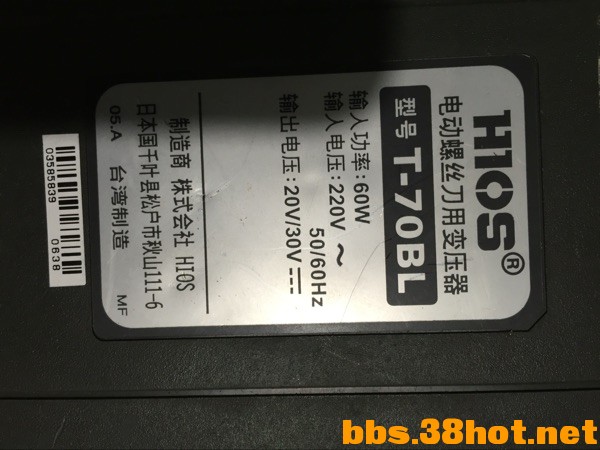 HIOS®
电动螺丝刀用变压器
型号 T-70BL
输入功率:60W
输入电压:220V～
50/60Hz
输出电压:20V/30V⎓
制造商 株式会社 HIOS
日本国千叶县松户市秋山111-6
05.A 台湾制造 MF
03585839 0638
bbs.38hot.net